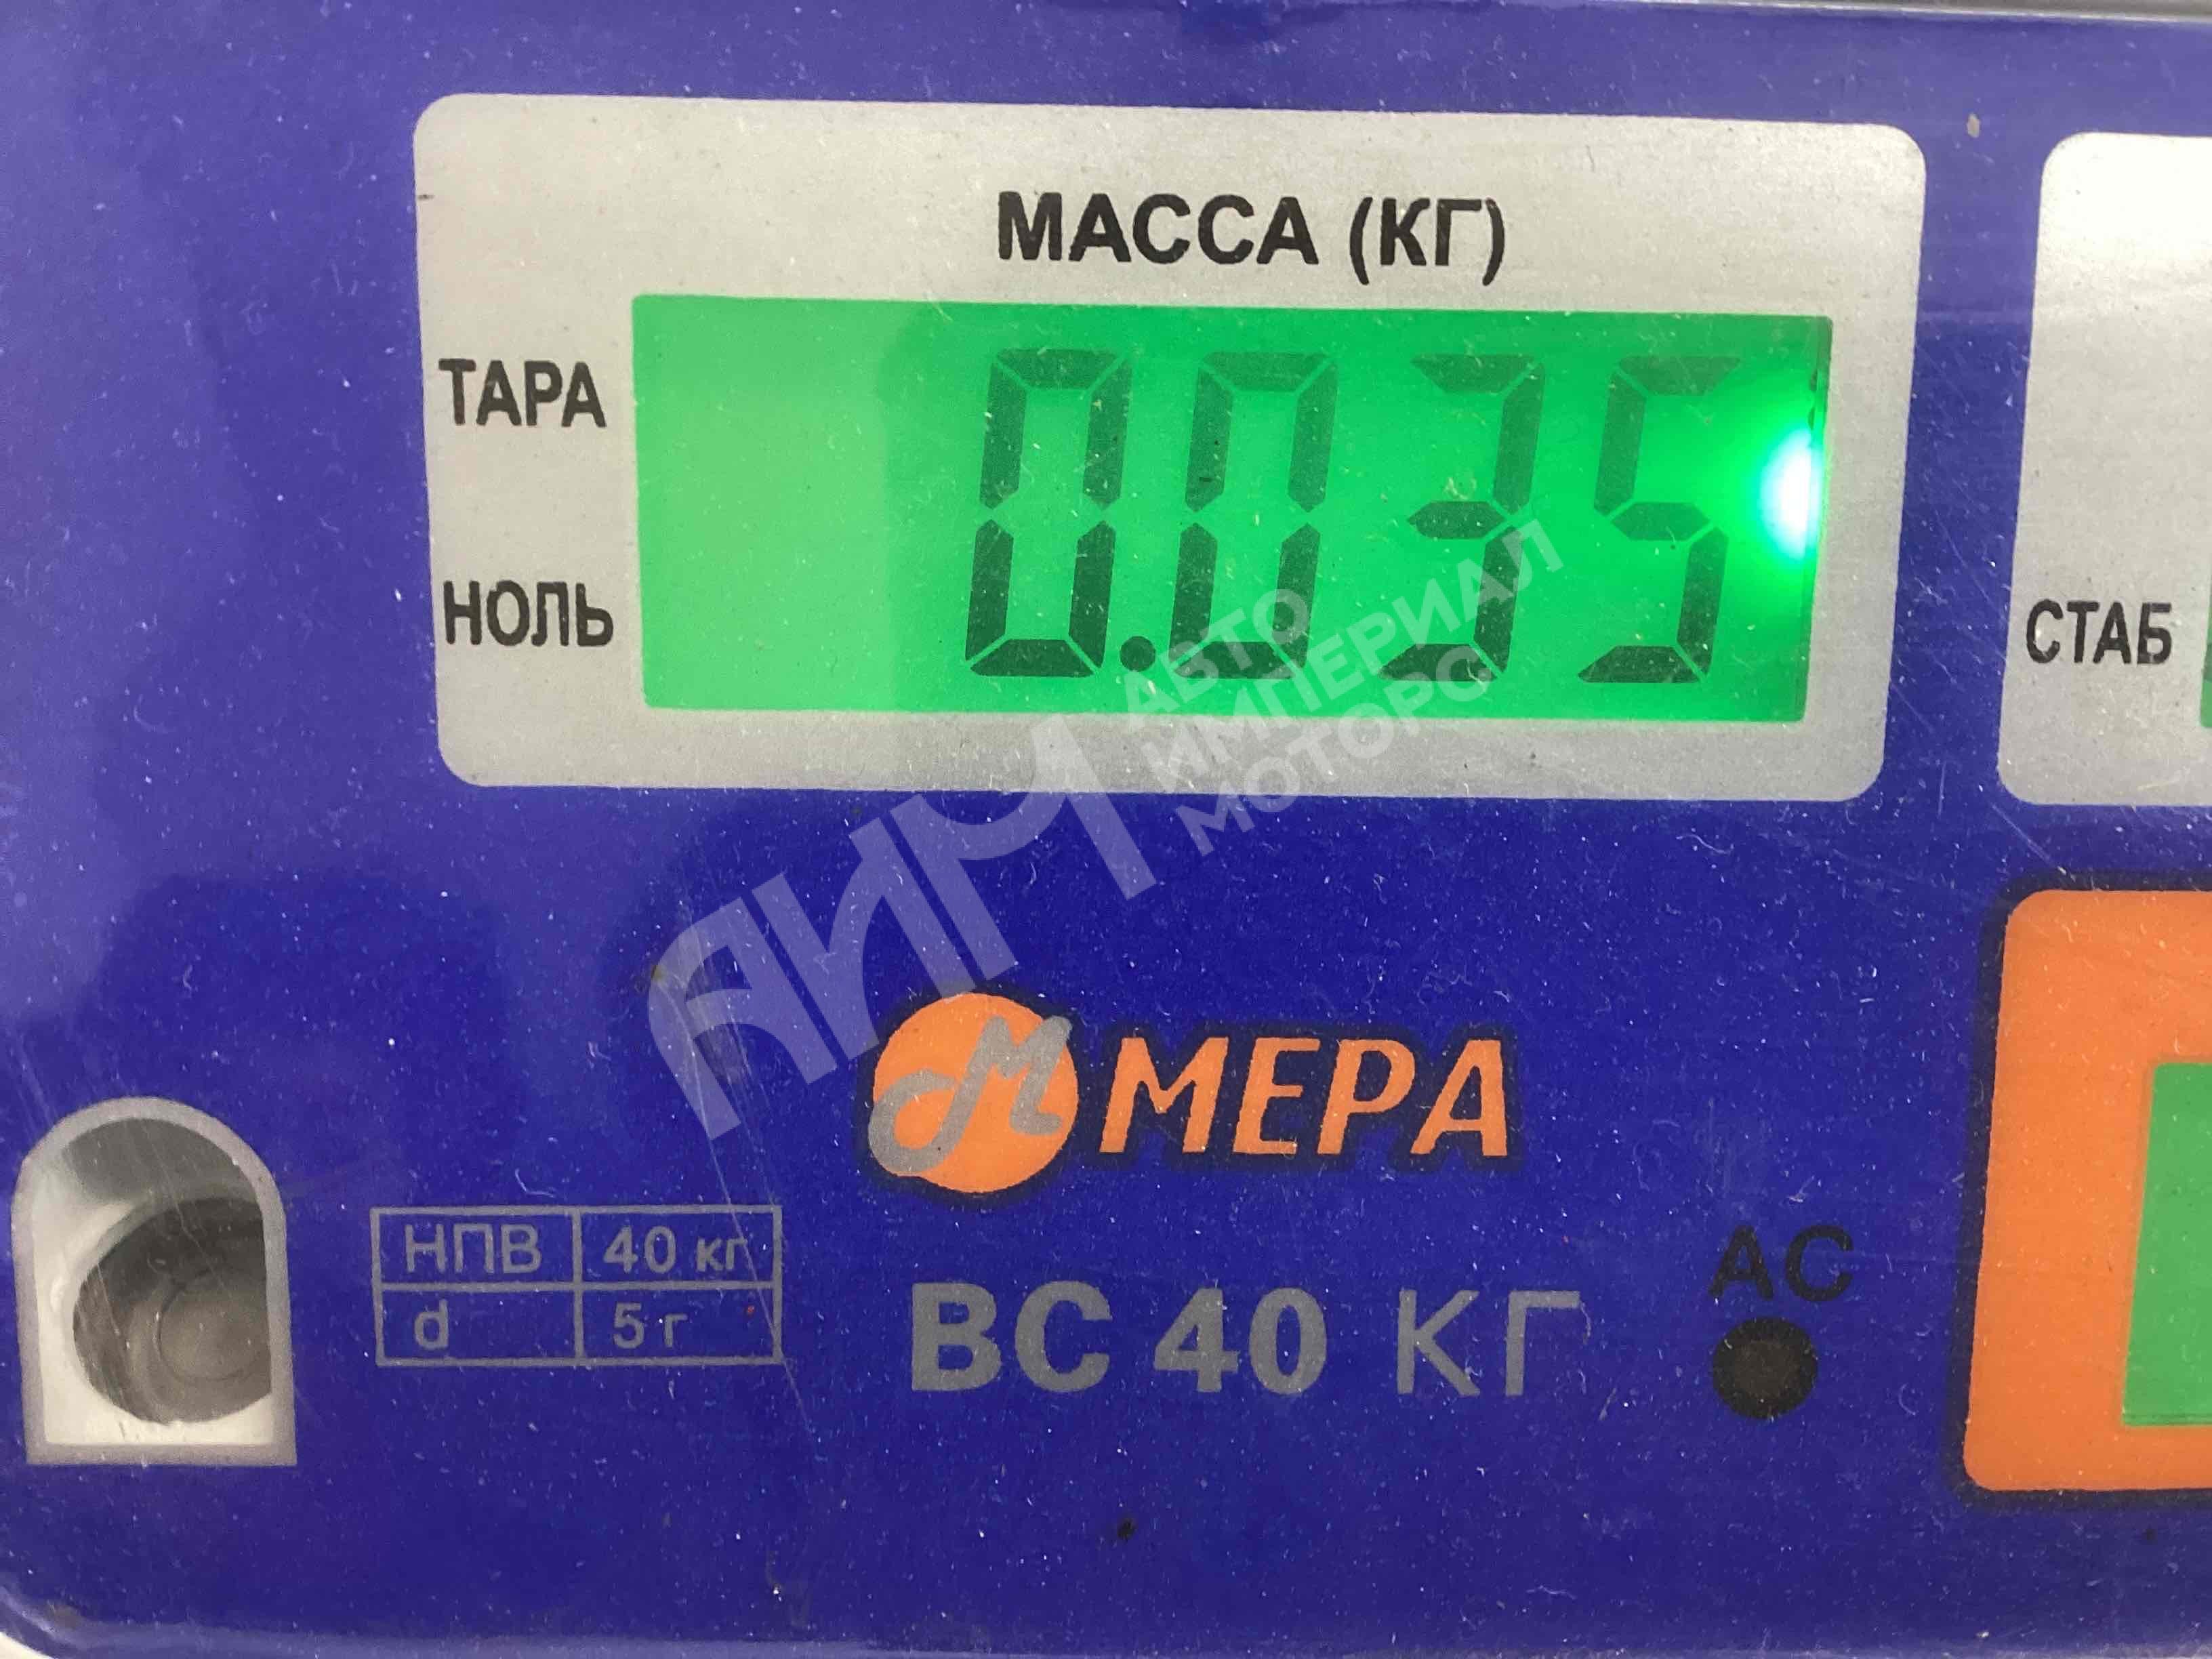 МАССА (КГ)
ТАРА
0.035
НОЛЬ
СТАБ
АИМ
АВТО
ИМПЕРИАЛ
МОТОРС
М МЕРА
НПВ 40 кг
d 5 г
ВС 40 КГ
АС